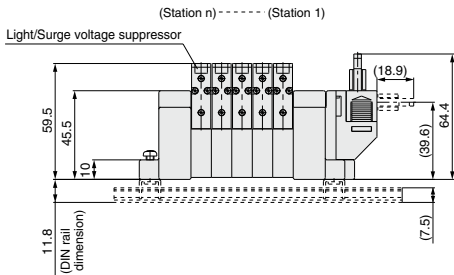 (Station n) (Station 1)
Light/Surge voltage suppressor
(18.9)
59.5
45.5
10
(39.6)
64.4
11.8
(DIN rail
dimension)
(7.5)